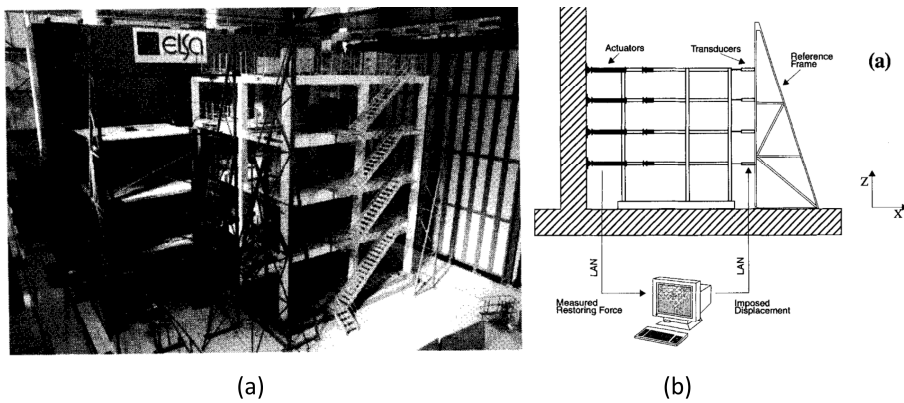 ELSA
Actuators
Transducers
Reference
Frame
(a)
Z
X
LAN
LAN
Measured
Restoring Force
Imposed
Displacement
(a)
(b)